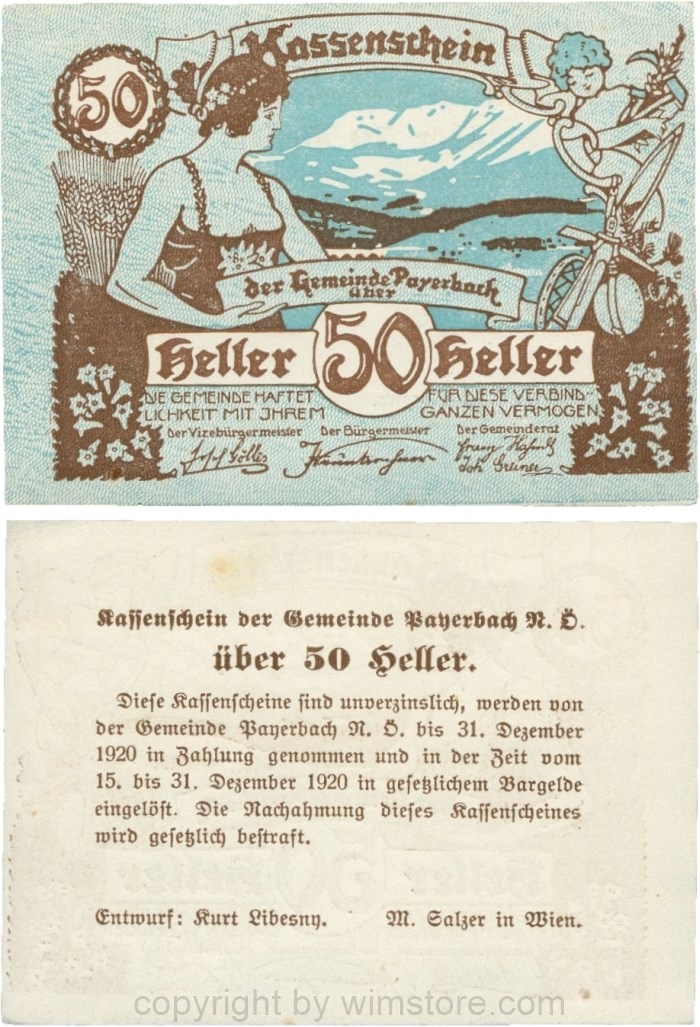 Kassenschein
50
der Gemeinde Payerbach
über
Heller 50 Heller
DIE GEMEINDE HAFTET FÜR DIESE VERBIND-
LICHKEIT MIT IHREM GANZEN VERMÖGEN
Der Vizebürgermeister Der Bürgermeister Der Gemeinderat
Kassenschein der Gemeinde Payerbach N. Ö.
über 50 Heller.
Diese Kassenscheine sind unverzinslich, werden von
der Gemeinde Payerbach N. Ö. bis 31. Dezember
1920 in Zahlung genommen und in der Zeit vom
15. bis 31. Dezember 1920 in gesetzlichem Bargelde
eingelöst. Die Nachahmung dieses Kassenscheines
wird gesetzlich bestraft.
Entwurf: Kurt Libesny. M. Salzer in Wien.
copyright by wimstore.com